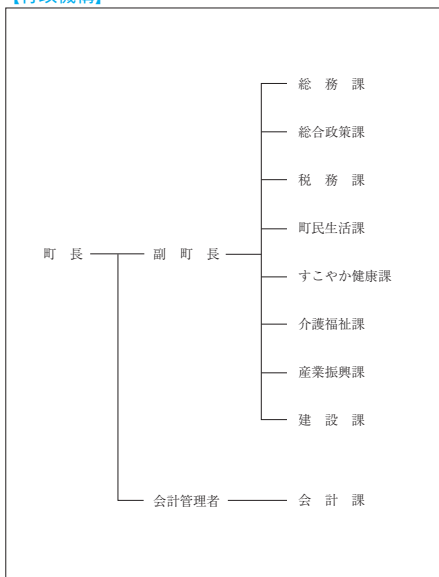 【行政機構】
総務課
総合政策課
税務課
町民生活課
町長 副町長
すこやか健康課
介護福祉課
産業振興課
建設課
会計管理者 会計課